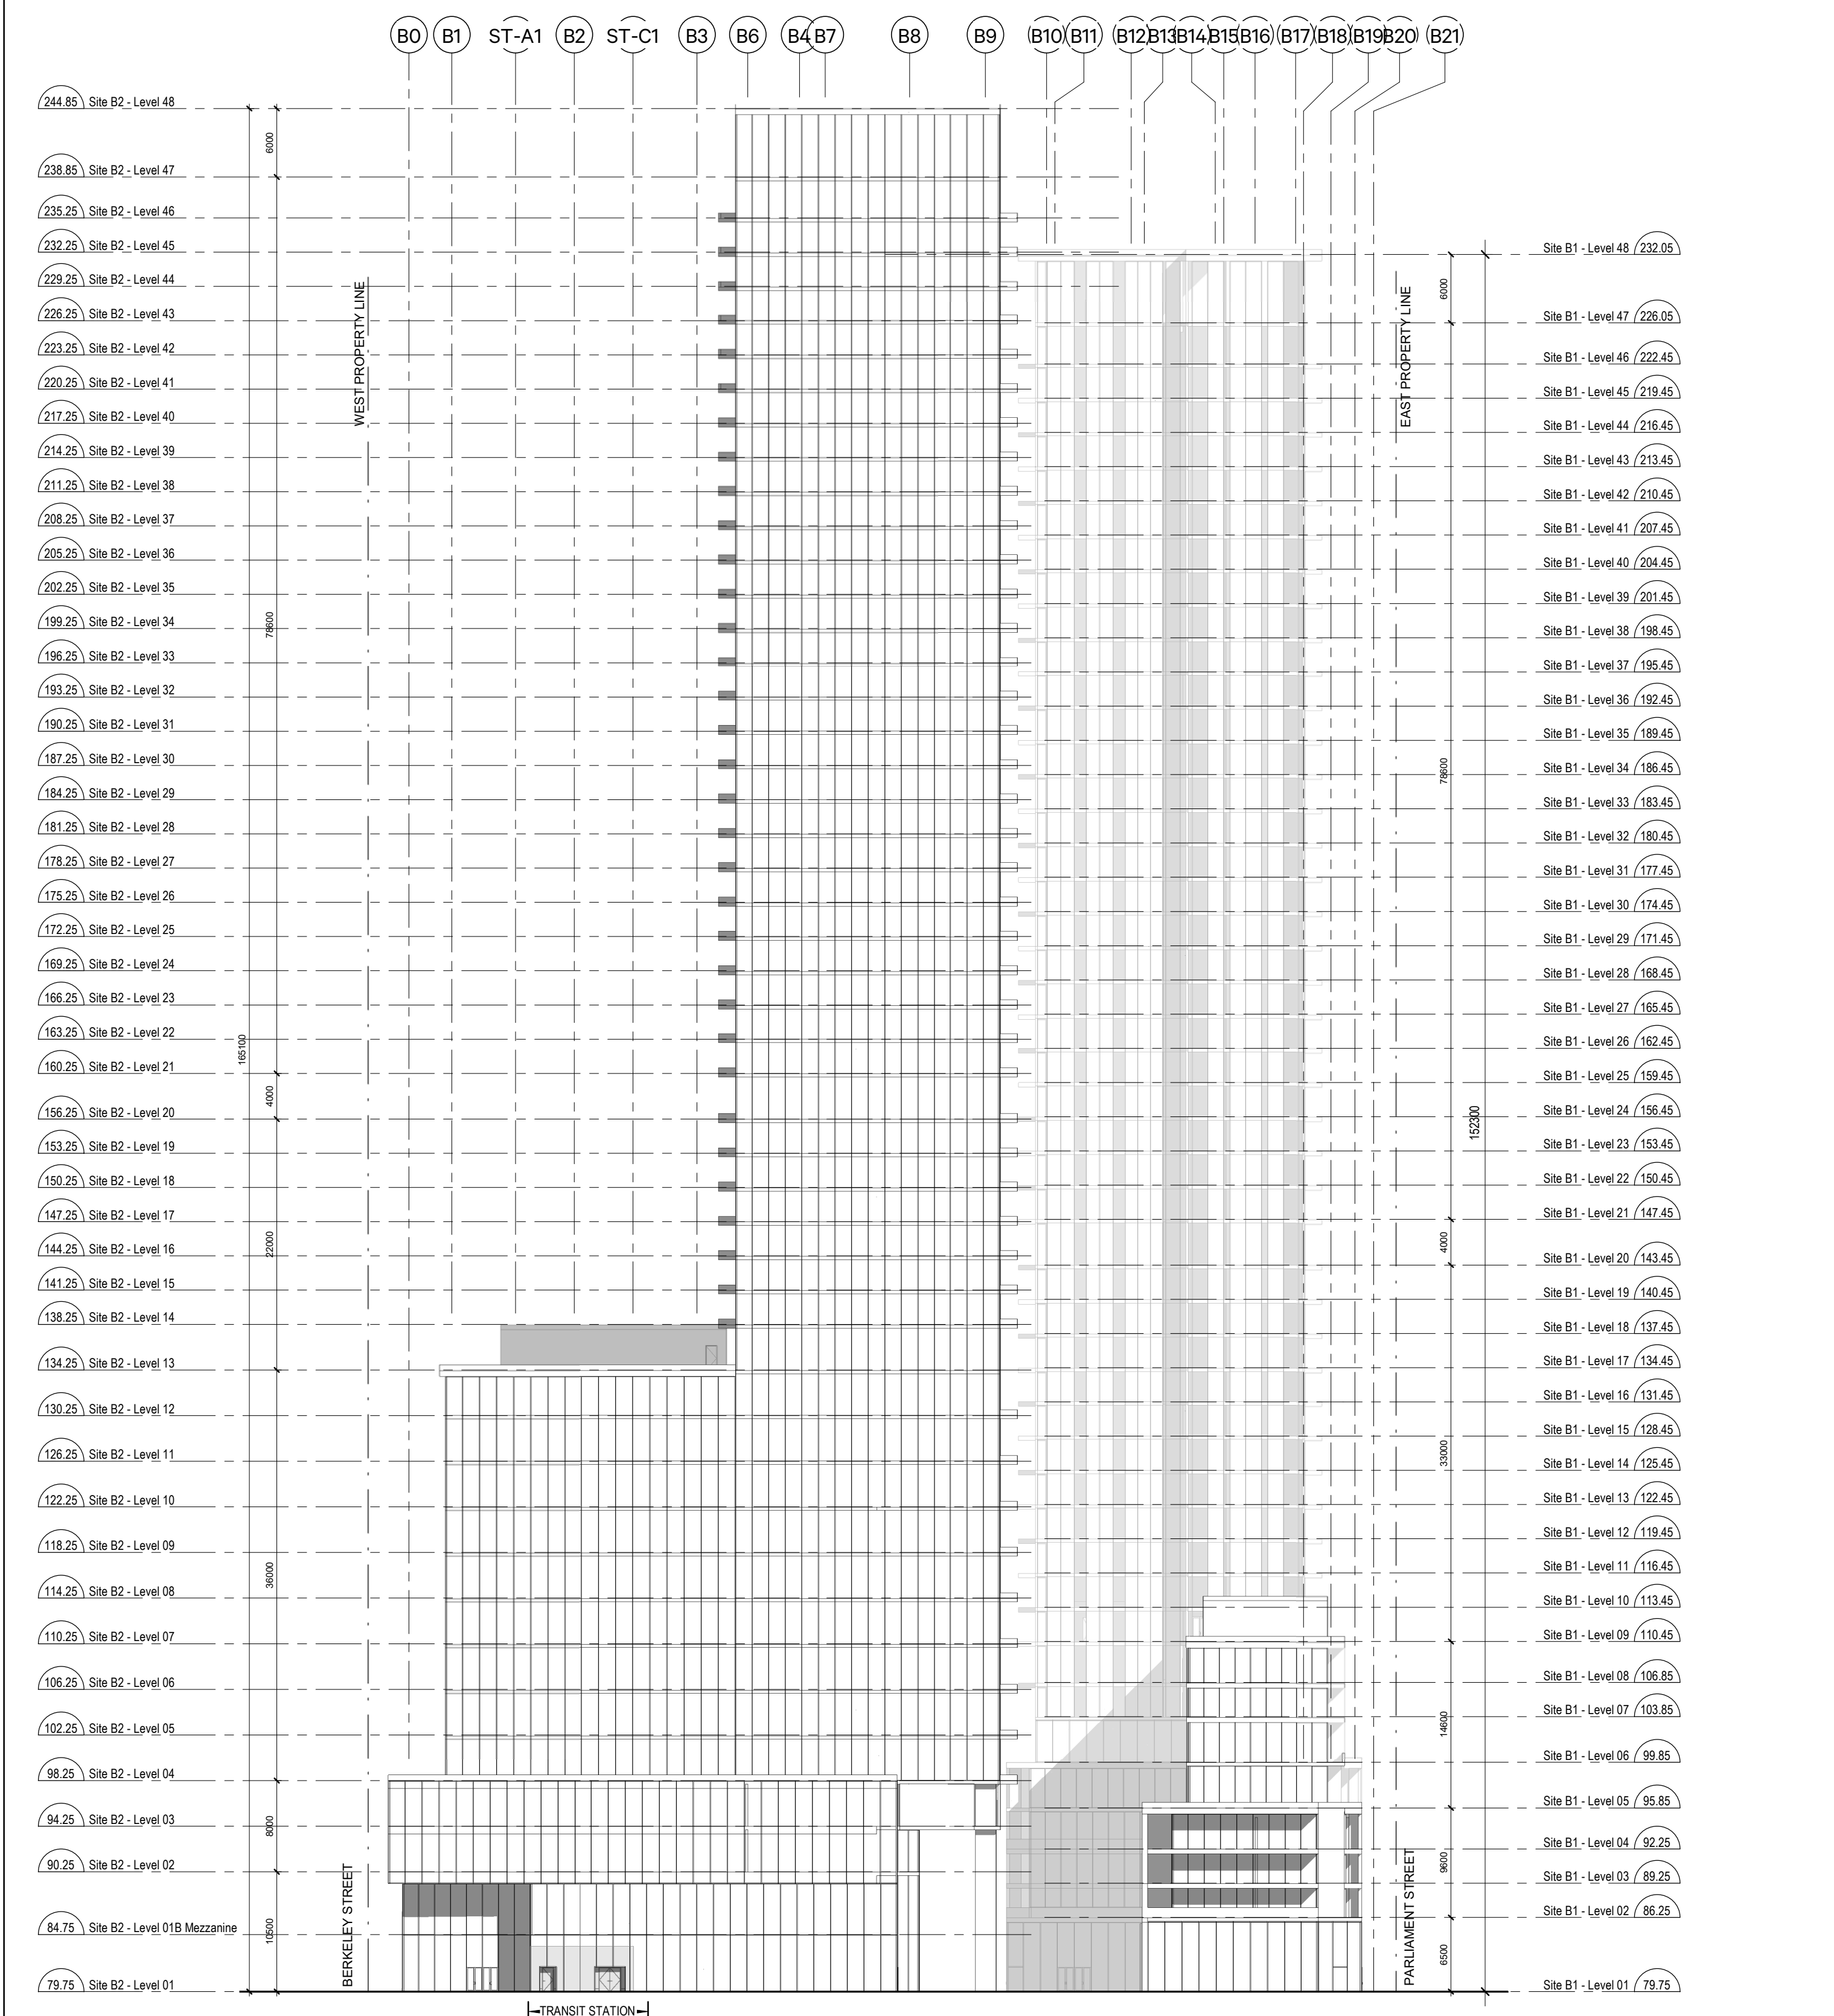 B0 B1 ST-A1 B2 ST-C1 B3 B6 B4 B7 B8 B9 B10 B11 B12 B13 B14 B15 B16 B17 B18 B19 B20 B21
244.85 Site B2 - Level 48
6000
238.85 Site B2 - Level 47
235.25 Site B2 - Level 46
232.25 Site B2 - Level 45
229.25 Site B2 - Level 44
226.25 Site B2 - Level 43
223.25 Site B2 - Level 42
220.25 Site B2 - Level 41
217.25 Site B2 - Level 40
214.25 Site B2 - Level 39
211.25 Site B2 - Level 38
208.25 Site B2 - Level 37
205.25 Site B2 - Level 36
202.25 Site B2 - Level 35
199.25 Site B2 - Level 34
78600
196.25 Site B2 - Level 33
193.25 Site B2 - Level 32
190.25 Site B2 - Level 31
187.25 Site B2 - Level 30
184.25 Site B2 - Level 29
181.25 Site B2 - Level 28
178.25 Site B2 - Level 27
175.25 Site B2 - Level 26
172.25 Site B2 - Level 25
169.25 Site B2 - Level 24
166.25 Site B2 - Level 23
163.25 Site B2 - Level 22
165100
160.25 Site B2 - Level 21
4000
156.25 Site B2 - Level 20
153.25 Site B2 - Level 19
150.25 Site B2 - Level 18
147.25 Site B2 - Level 17
22000
144.25 Site B2 - Level 16
141.25 Site B2 - Level 15
138.25 Site B2 - Level 14
134.25 Site B2 - Level 13
130.25 Site B2 - Level 12
126.25 Site B2 - Level 11
122.25 Site B2 - Level 10
118.25 Site B2 - Level 09
36000
114.25 Site B2 - Level 08
110.25 Site B2 - Level 07
106.25 Site B2 - Level 06
102.25 Site B2 - Level 05
98.25 Site B2 - Level 04
94.25 Site B2 - Level 03
8000
90.25 Site B2 - Level 02
84.75 Site B2 - Level 01B Mezzanine
10500
79.75 Site B2 - Level 01
WEST PROPERTY LINE
BERKELEY STREET
TRANSIT STATION
EAST PROPERTY LINE
PARLIAMENT STREET
Site B1 - Level 48 232.05
6000
Site B1 - Level 47 226.05
Site B1 - Level 46 222.45
Site B1 - Level 45 219.45
Site B1 - Level 44 216.45
Site B1 - Level 43 213.45
Site B1 - Level 42 210.45
Site B1 - Level 41 207.45
Site B1 - Level 40 204.45
Site B1 - Level 39 201.45
Site B1 - Level 38 198.45
Site B1 - Level 37 195.45
Site B1 - Level 36 192.45
Site B1 - Level 35 189.45
Site B1 - Level 34 186.45
78600
Site B1 - Level 33 183.45
Site B1 - Level 32 180.45
Site B1 - Level 31 177.45
Site B1 - Level 30 174.45
Site B1 - Level 29 171.45
Site B1 - Level 28 168.45
Site B1 - Level 27 165.45
Site B1 - Level 26 162.45
Site B1 - Level 25 159.45
Site B1 - Level 24 156.45
152300
Site B1 - Level 23 153.45
Site B1 - Level 22 150.45
Site B1 - Level 21 147.45
4000
Site B1 - Level 20 143.45
Site B1 - Level 19 140.45
Site B1 - Level 18 137.45
Site B1 - Level 17 134.45
Site B1 - Level 16 131.45
Site B1 - Level 15 128.45
33000
Site B1 - Level 14 125.45
Site B1 - Level 13 122.45
Site B1 - Level 12 119.45
Site B1 - Level 11 116.45
Site B1 - Level 10 113.45
Site B1 - Level 09 110.45
Site B1 - Level 08 106.85
Site B1 - Level 07 103.85
14600
Site B1 - Level 06 99.85
Site B1 - Level 05 95.85
Site B1 - Level 04 92.25
9600
Site B1 - Level 03 89.25
Site B1 - Level 02 86.25
6500
Site B1 - Level 01 79.75